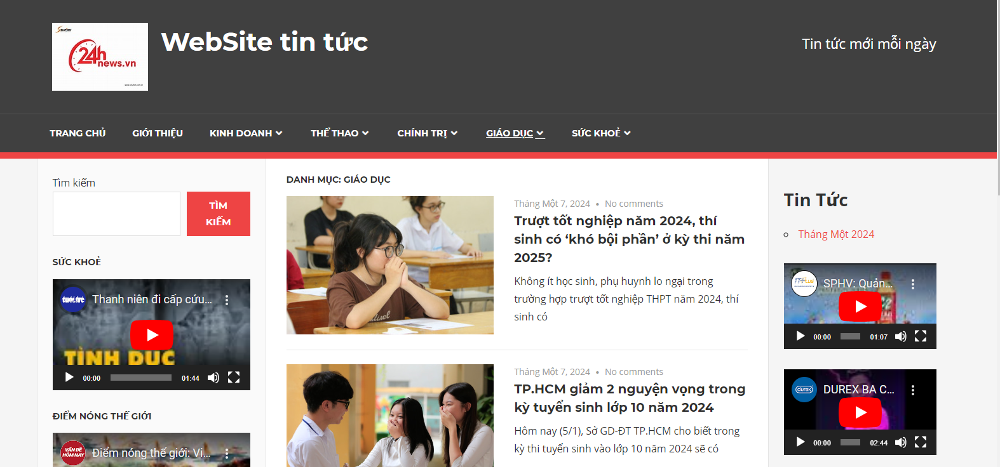 SOLUTION
24h
news.vn
WebSite tin tức
Tin tức mới mỗi ngày
TRANG CHỦ GIỚI THIỆU KINH DOANH THỂ THAO CHÍNH TRỊ GIÁO DỤC SỨC KHOẺ
Tìm kiếm
TÌM
KIẾM
SỨC KHOẺ
tuổi trẻ
Thanh niên đi cấp cứu...
TÌNH DỤC
00:00 01:44
ĐIỂM NÓNG THẾ GIỚI
VẤN ĐỀ
HÔM NAY
Điểm nóng thế giới: Vi...
DANH MỤC: GIÁO DỤC
Tháng Một 7, 2024 • No comments
Trượt tốt nghiệp năm 2024, thí
sinh có ‘khó bội phần’ ở kỳ thi năm
2025?
Không ít học sinh, phụ huynh lo ngại trong
trường hợp trượt tốt nghiệp THPT năm 2024, thí
sinh có
Tháng Một 7, 2024 • No comments
TP.HCM giảm 2 nguyện vọng trong
kỳ tuyển sinh lớp 10 năm 2024
Hôm nay (5/1), Sở GD-ĐT TP.HCM cho biết trong
kỳ thi tuyển sinh vào lớp 10 năm 2024 sẽ có
Tin Tức
Tháng Một 2024
SPHV: Quản...
00:00 01:07
durex
DUREX BA C...
00:00 02:44